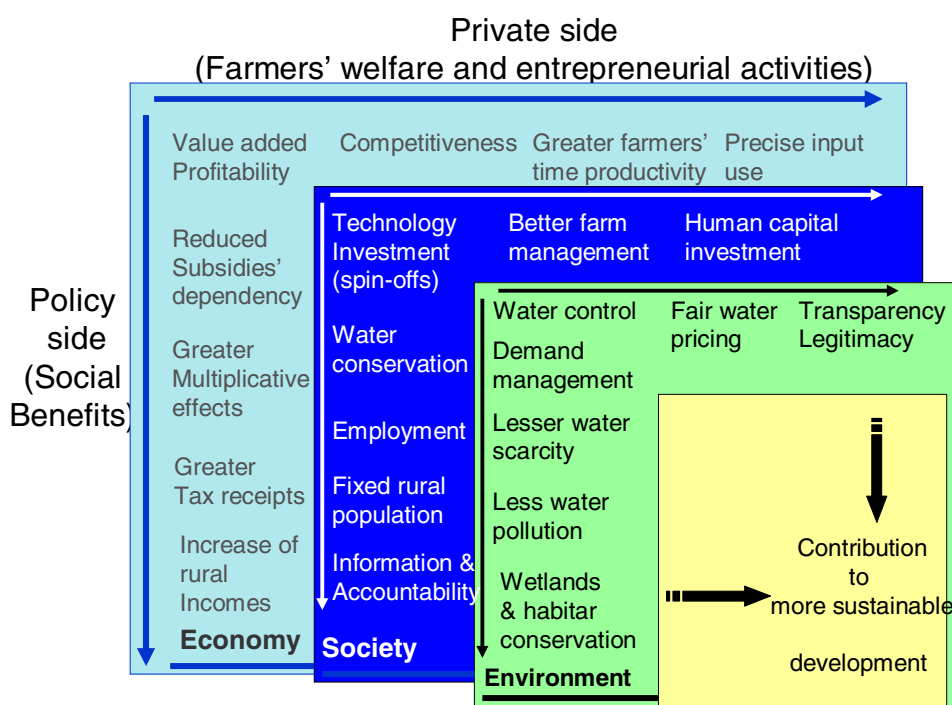 Private side
(Farmers’ welfare and entrepreneurial activities)
Policy
side
(Social
Benefits)
Value added
Profitability
Competitiveness
Greater farmers’
time productivity
Precise input
use
Reduced
Subsidies’
dependency
Greater
Multiplicative
effects
Greater
Tax receipts
Increase of
rural
Incomes
Economy
Technology
Investment
(spin-offs)
Better farm
management
Human capital
investment
Water
conservation
Employment
Fixed rural
population
Information &
Accountability
Society
Water control
Fair water
pricing
Transparency
Legitimacy
Demand
management
Lesser water
scarcity
Less water
pollution
Wetlands
& habitar
conservation
Environment
Contribution
to
more sustainable
development